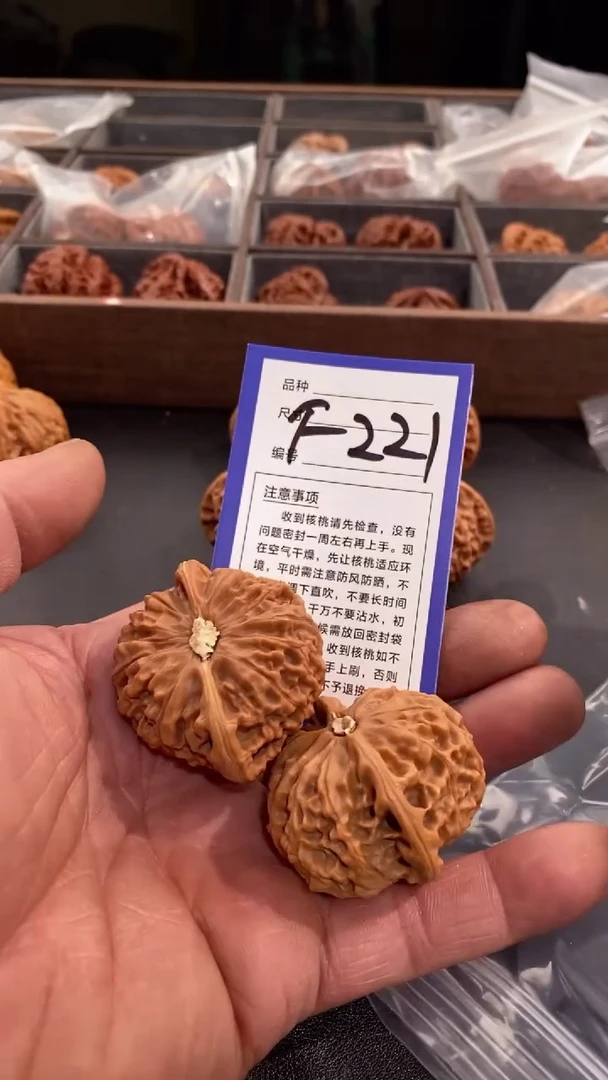 品种
尺
F-221
编号
注意事项
收到核桃请先检查，没有
问题密封一周左右再上手。现
在空气干燥，先让核桃适应环
境，平时需注意防风防晒，不
下直吹，不要长时间
千万不要沾水，初
候需放回密封袋
收到核桃如不
手上刷，否则
不予退换